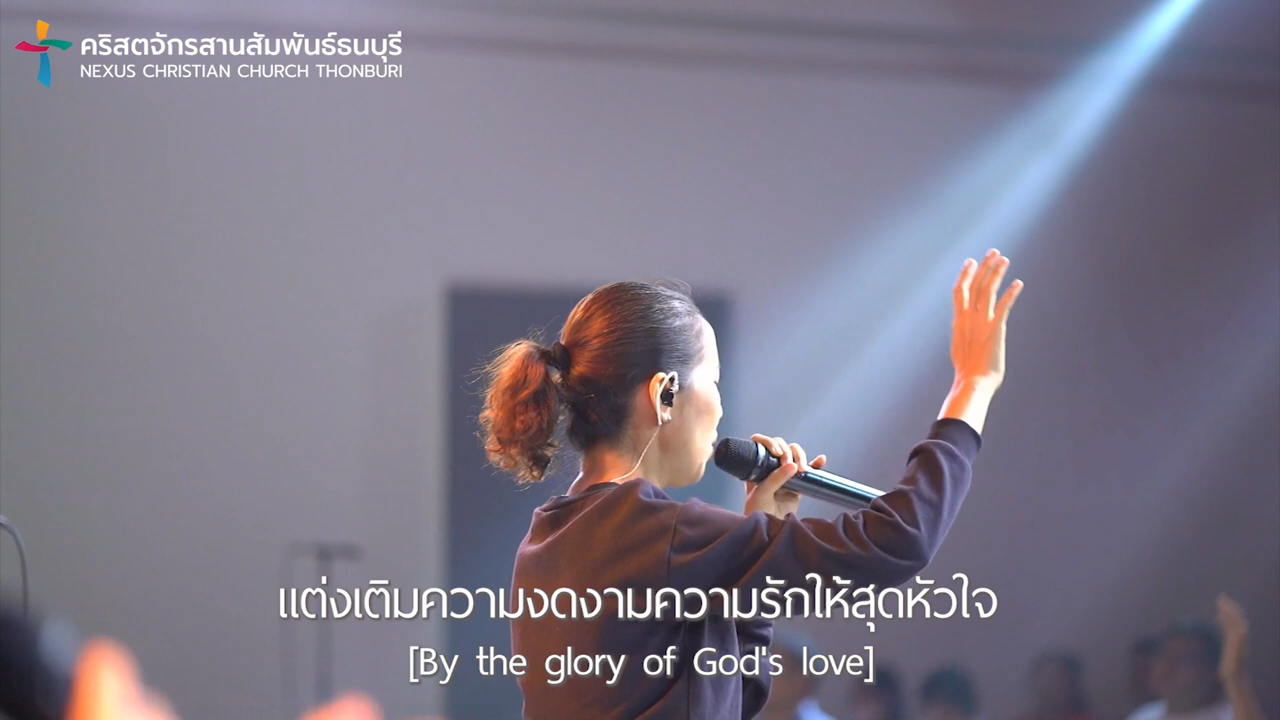 คริสตจักรสานสัมพันธ์ธนบุรี
NEXUS CHRISTIAN CHURCH THONBURI
แต่งเติมความงดงามความรักให้สุดหัวใจ
[By the glory of God's love]